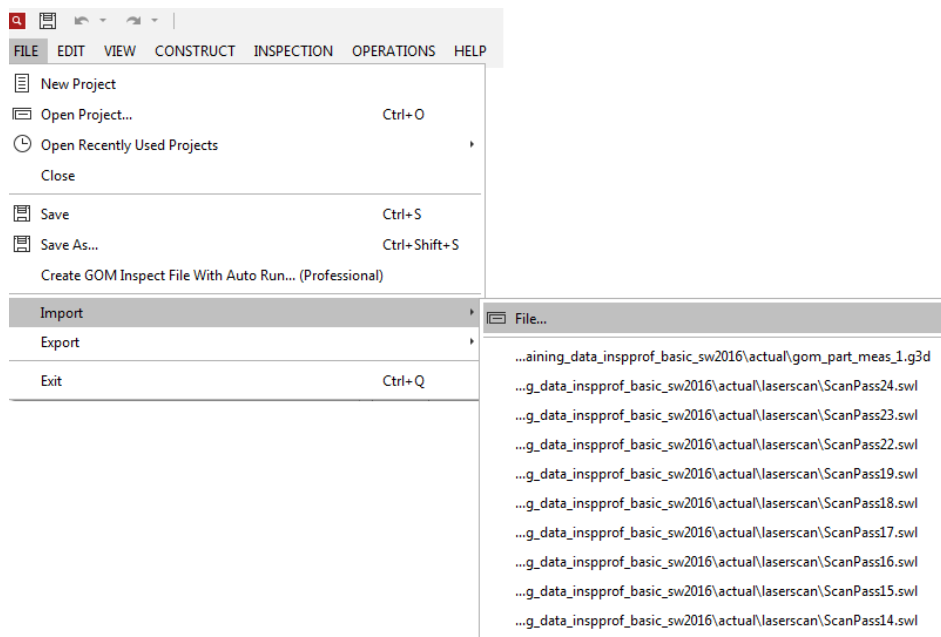 FILE EDIT VIEW CONSTRUCT INSPECTION OPERATIONS HELP
New Project
Open Project... Ctrl+O
Open Recently Used Projects
Close
Save Ctrl+S
Save As... Ctrl+Shift+S
Create GOM Inspect File With Auto Run... (Professional)
Import
Export
Exit Ctrl+Q
File...
...aining_data_inspprof_basic_sw2016\actual\gom_part_meas_1.g3d
...g_data_inspprof_basic_sw2016\actual\laserscan\ScanPass24.swl
...g_data_inspprof_basic_sw2016\actual\laserscan\ScanPass23.swl
...g_data_inspprof_basic_sw2016\actual\laserscan\ScanPass22.swl
...g_data_inspprof_basic_sw2016\actual\laserscan\ScanPass19.swl
...g_data_inspprof_basic_sw2016\actual\laserscan\ScanPass18.swl
...g_data_inspprof_basic_sw2016\actual\laserscan\ScanPass17.swl
...g_data_inspprof_basic_sw2016\actual\laserscan\ScanPass16.swl
...g_data_inspprof_basic_sw2016\actual\laserscan\ScanPass15.swl
...g_data_inspprof_basic_sw2016\actual\laserscan\ScanPass14.swl